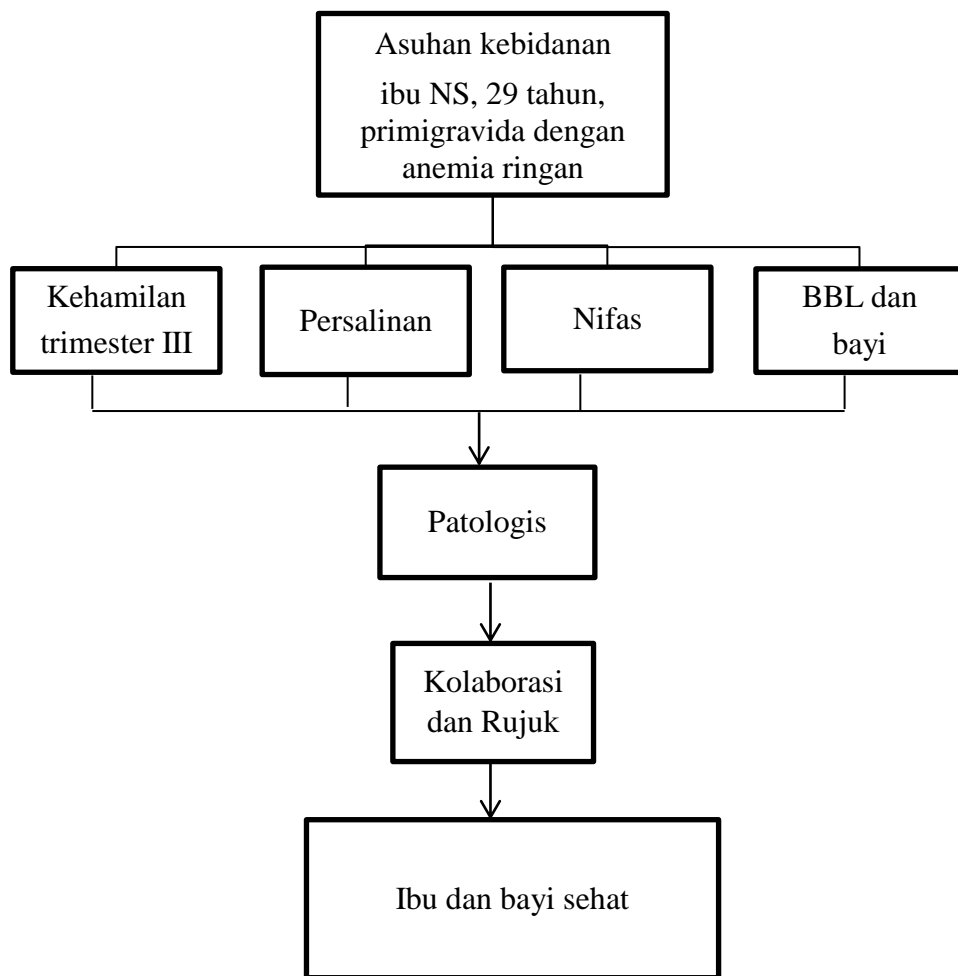 Asuhan kebidanan
ibu NS, 29 tahun,
primigravida dengan
anemia ringan
Kehamilan
trimester III
Persalinan
Nifas
BBL dan
bayi
Patologis
Kolaborasi
dan Rujuk
Ibu dan bayi sehat